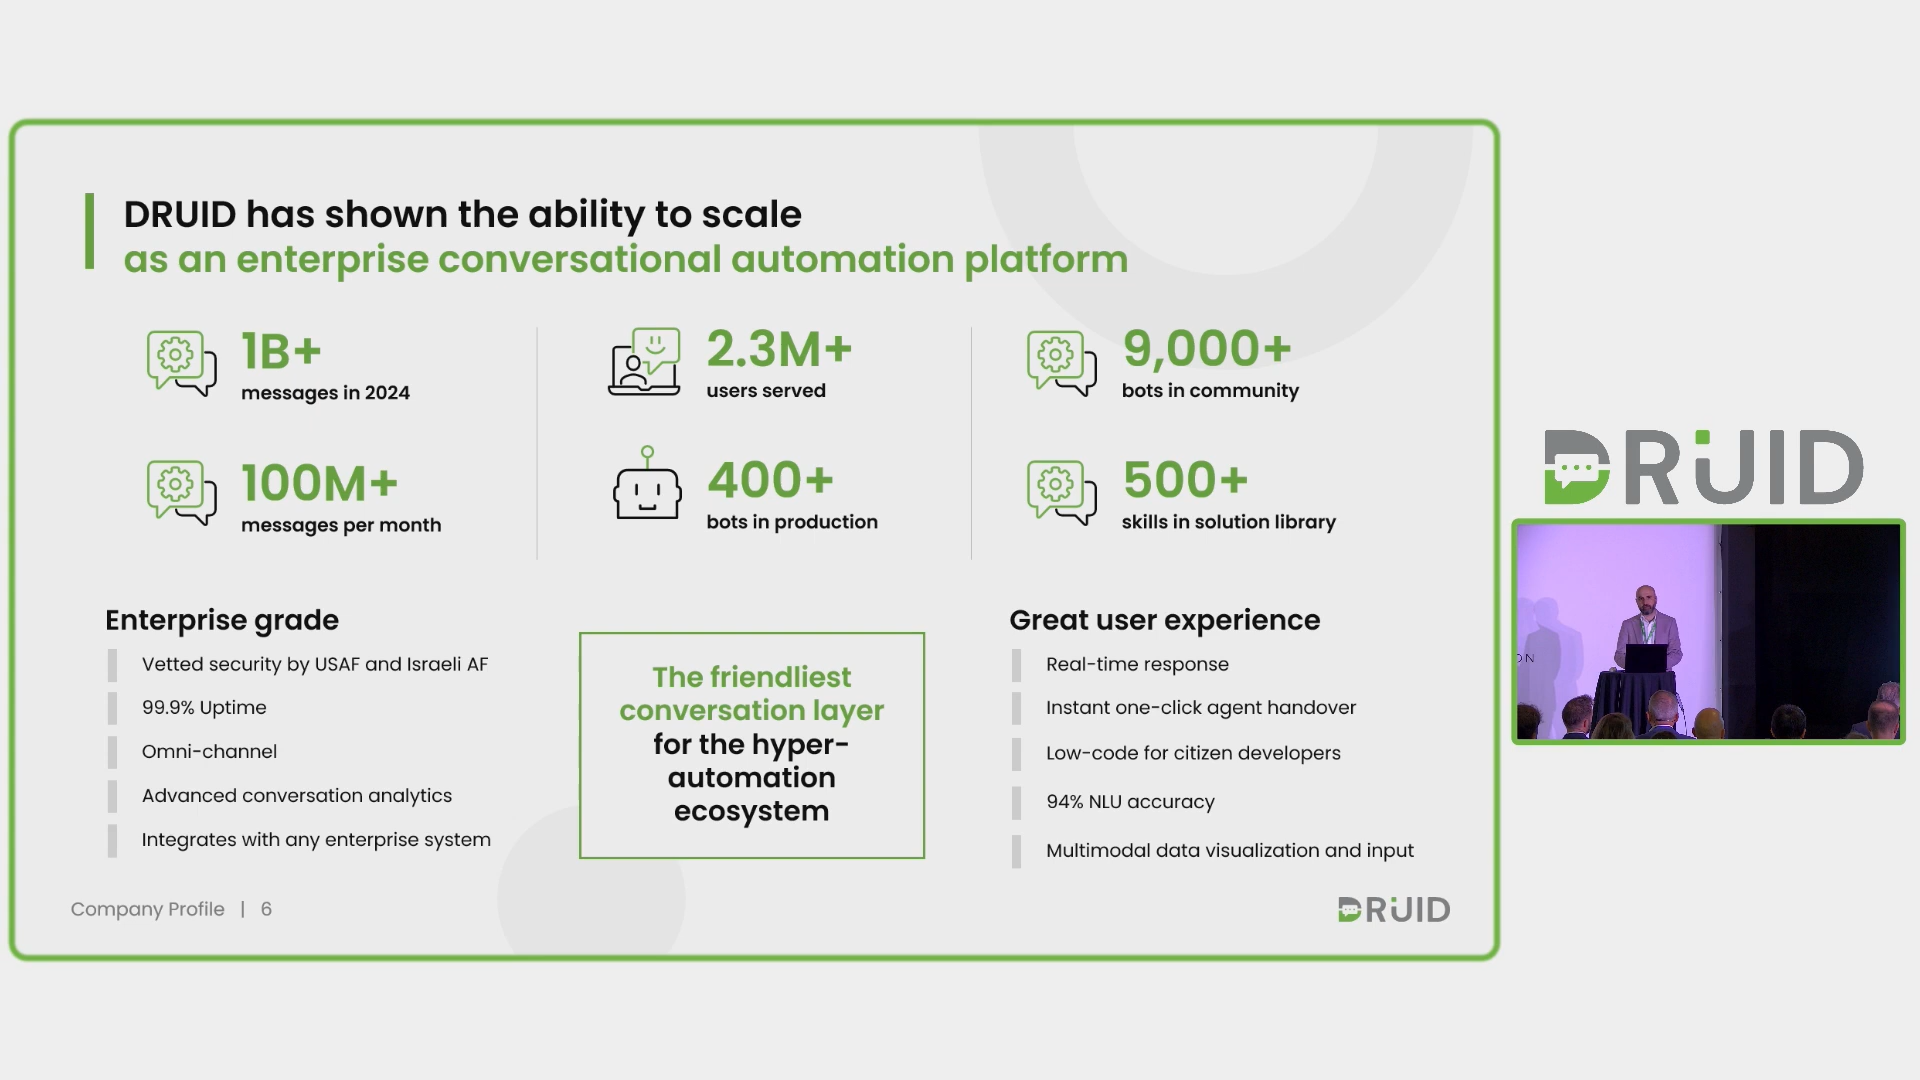 DRUID has shown the ability to scale
as an enterprise conversational automation platform
1B+
messages in 2024
2.3M+
users served
9,000+
bots in community
100M+
messages per month
400+
bots in production
500+
skills in solution library
Enterprise grade
Vetted security by USAF and Israeli AF
99.9% Uptime
Omni-channel
Advanced conversation analytics
Integrates with any enterprise system
The friendliest
conversation layer
for the hyper-
automation
ecosystem
Great user experience
Real-time response
Instant one-click agent handover
Low-code for citizen developers
94% NLU accuracy
Multimodal data visualization and input
Company Profile | 6
DRUID
DRUID
ON